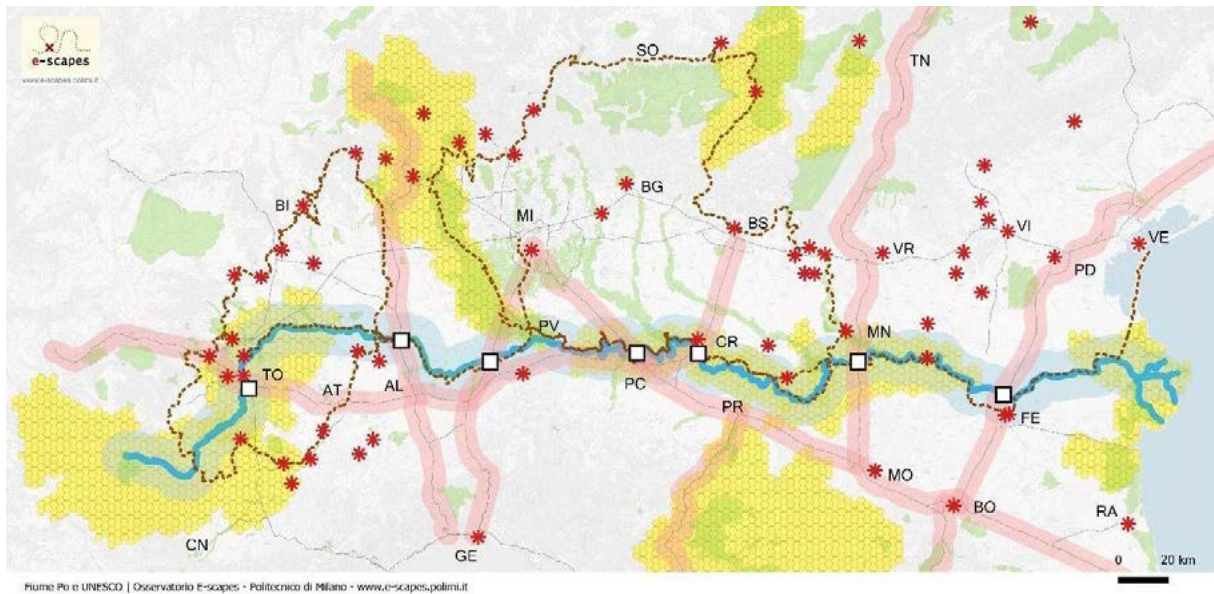 e-scapes
www.e-scapes.polimi.it
SO
TN
BI
BG
MI
BS
VR
VI
PD
VE
PV
MN
TO
AT
AL
PC
CR
PR
FE
MO
BO
RA
CN
GE
0 20 km
Fiume Po e UNESCO | Osservatorio E-scapes - Politecnico di Milano - www.e-scapes.polimi.it